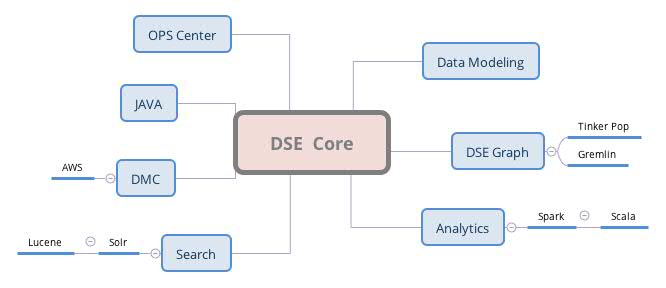 OPS Center
Data Modeling
JAVA
DSE Core
Tinker Pop
DSE Graph
Gremlin
AWS
DMC
Spark
Scala
Analytics
Lucene
Solr
Search